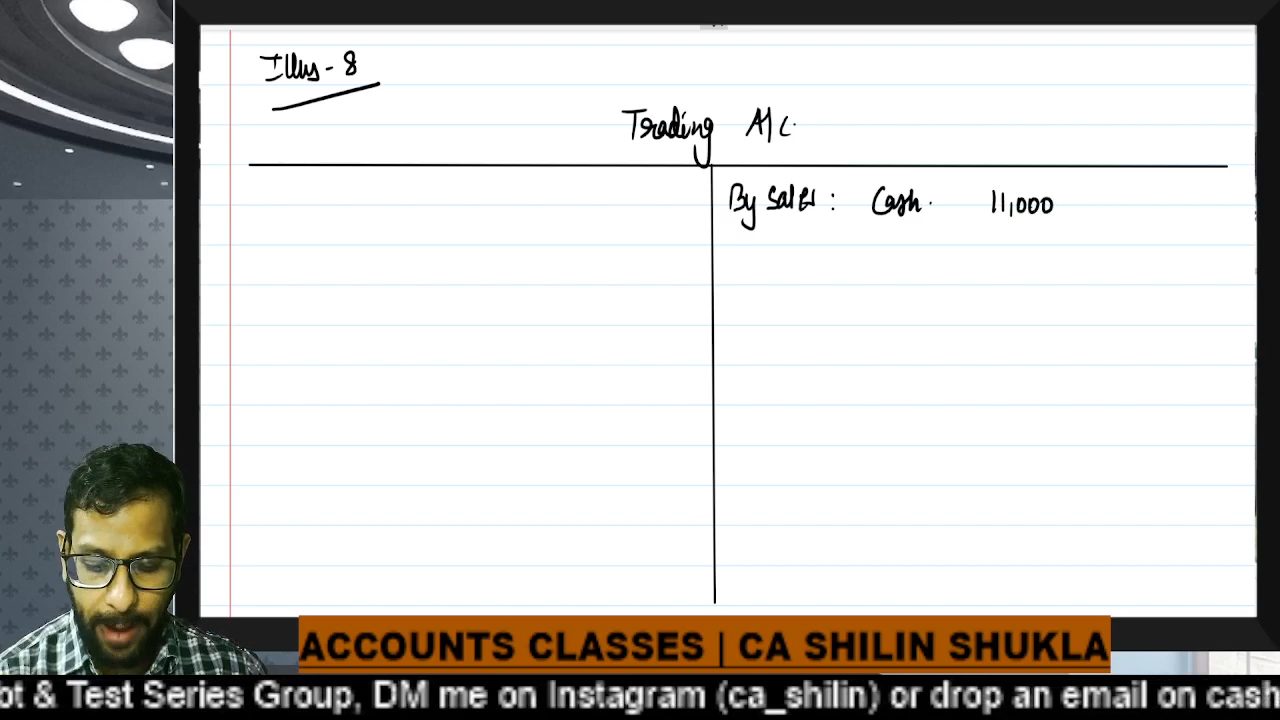 Illus - 8
Trading A/C.
By Sales : Cash. 11,000
ACCOUNTS CLASSES | CA SHILIN SHUKLA
bt & Test Series Group, DM me on Instagram (ca_shilin) or drop an email on cash